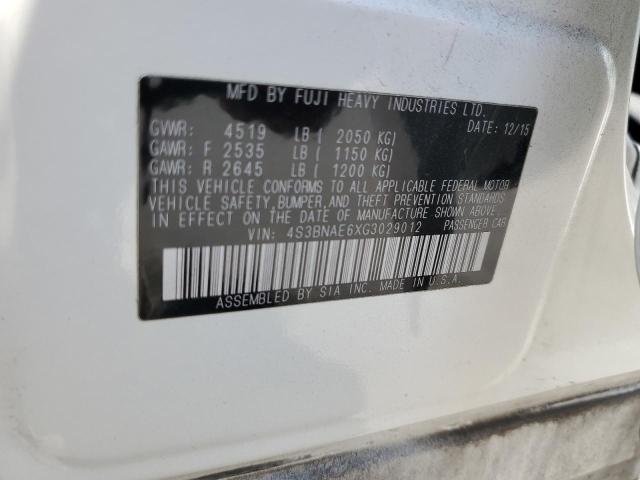 MFD BY FUJI HEAVY INDUSTRIES LTD.
GVWR: 4519 LB ( 2050 KG) DATE: 12/15
GAWR: F 2535 LB ( 1150 KG)
GAWR: R 2645 LB ( 1200 KG)
THIS VEHICLE CONFORMS TO ALL APPLICABLE FEDERAL MOTOR
VEHICLE SAFETY, BUMPER, AND THEFT PREVENTION STANDARDS
IN EFFECT ON THE DATE OF MANUFACTURE SHOWN ABOVE.
VIN: 4S3BNAE6XG3029012 PASSENGER CAR
ASSEMBLED BY SIA INC. MADE IN U.S.A.